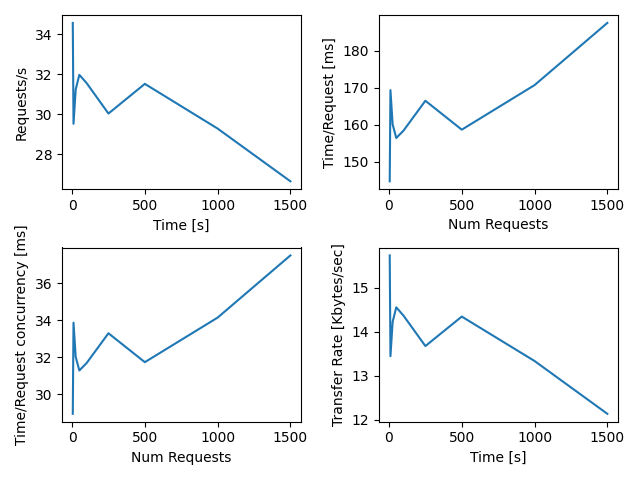 Requests/s
34
32
30
28
0 500 1000 1500
Time [s]
Time/Request [ms]
180
170
160
150
0 500 1000 1500
Num Requests
Time/Request concurrency [ms]
36
34
32
30
0 500 1000 1500
Num Requests
Transfer Rate [Kbytes/sec]
15
14
13
12
0 500 1000 1500
Time [s]